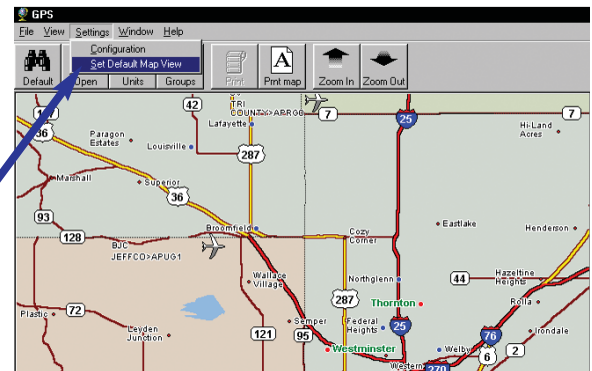 GPS
File View Settings Window Help
Configuration
Set Default Map View
Default Open Units Groups Print Print map Zoom In Zoom Out
A
42
TRI
COUNTY>APRG0
7
25
7
36
Paragon
Estates
Lafayette
Louisville
287
Hi-Land
Acres
Marshall
Superior
36
93
128
Broomfield
Cozy
Corner
Eastlake
Henderson
BJC
JEFFCO>APUG1
Wallace
Village
Northglenn
44
Hazeltine
Heights
287
Thornton
Rolla
Plastic
72
Leyden
Junction
121
Semper
95
Federal
Heights
25
76
Irondale
Westminster
Welby
6
2
Western
270